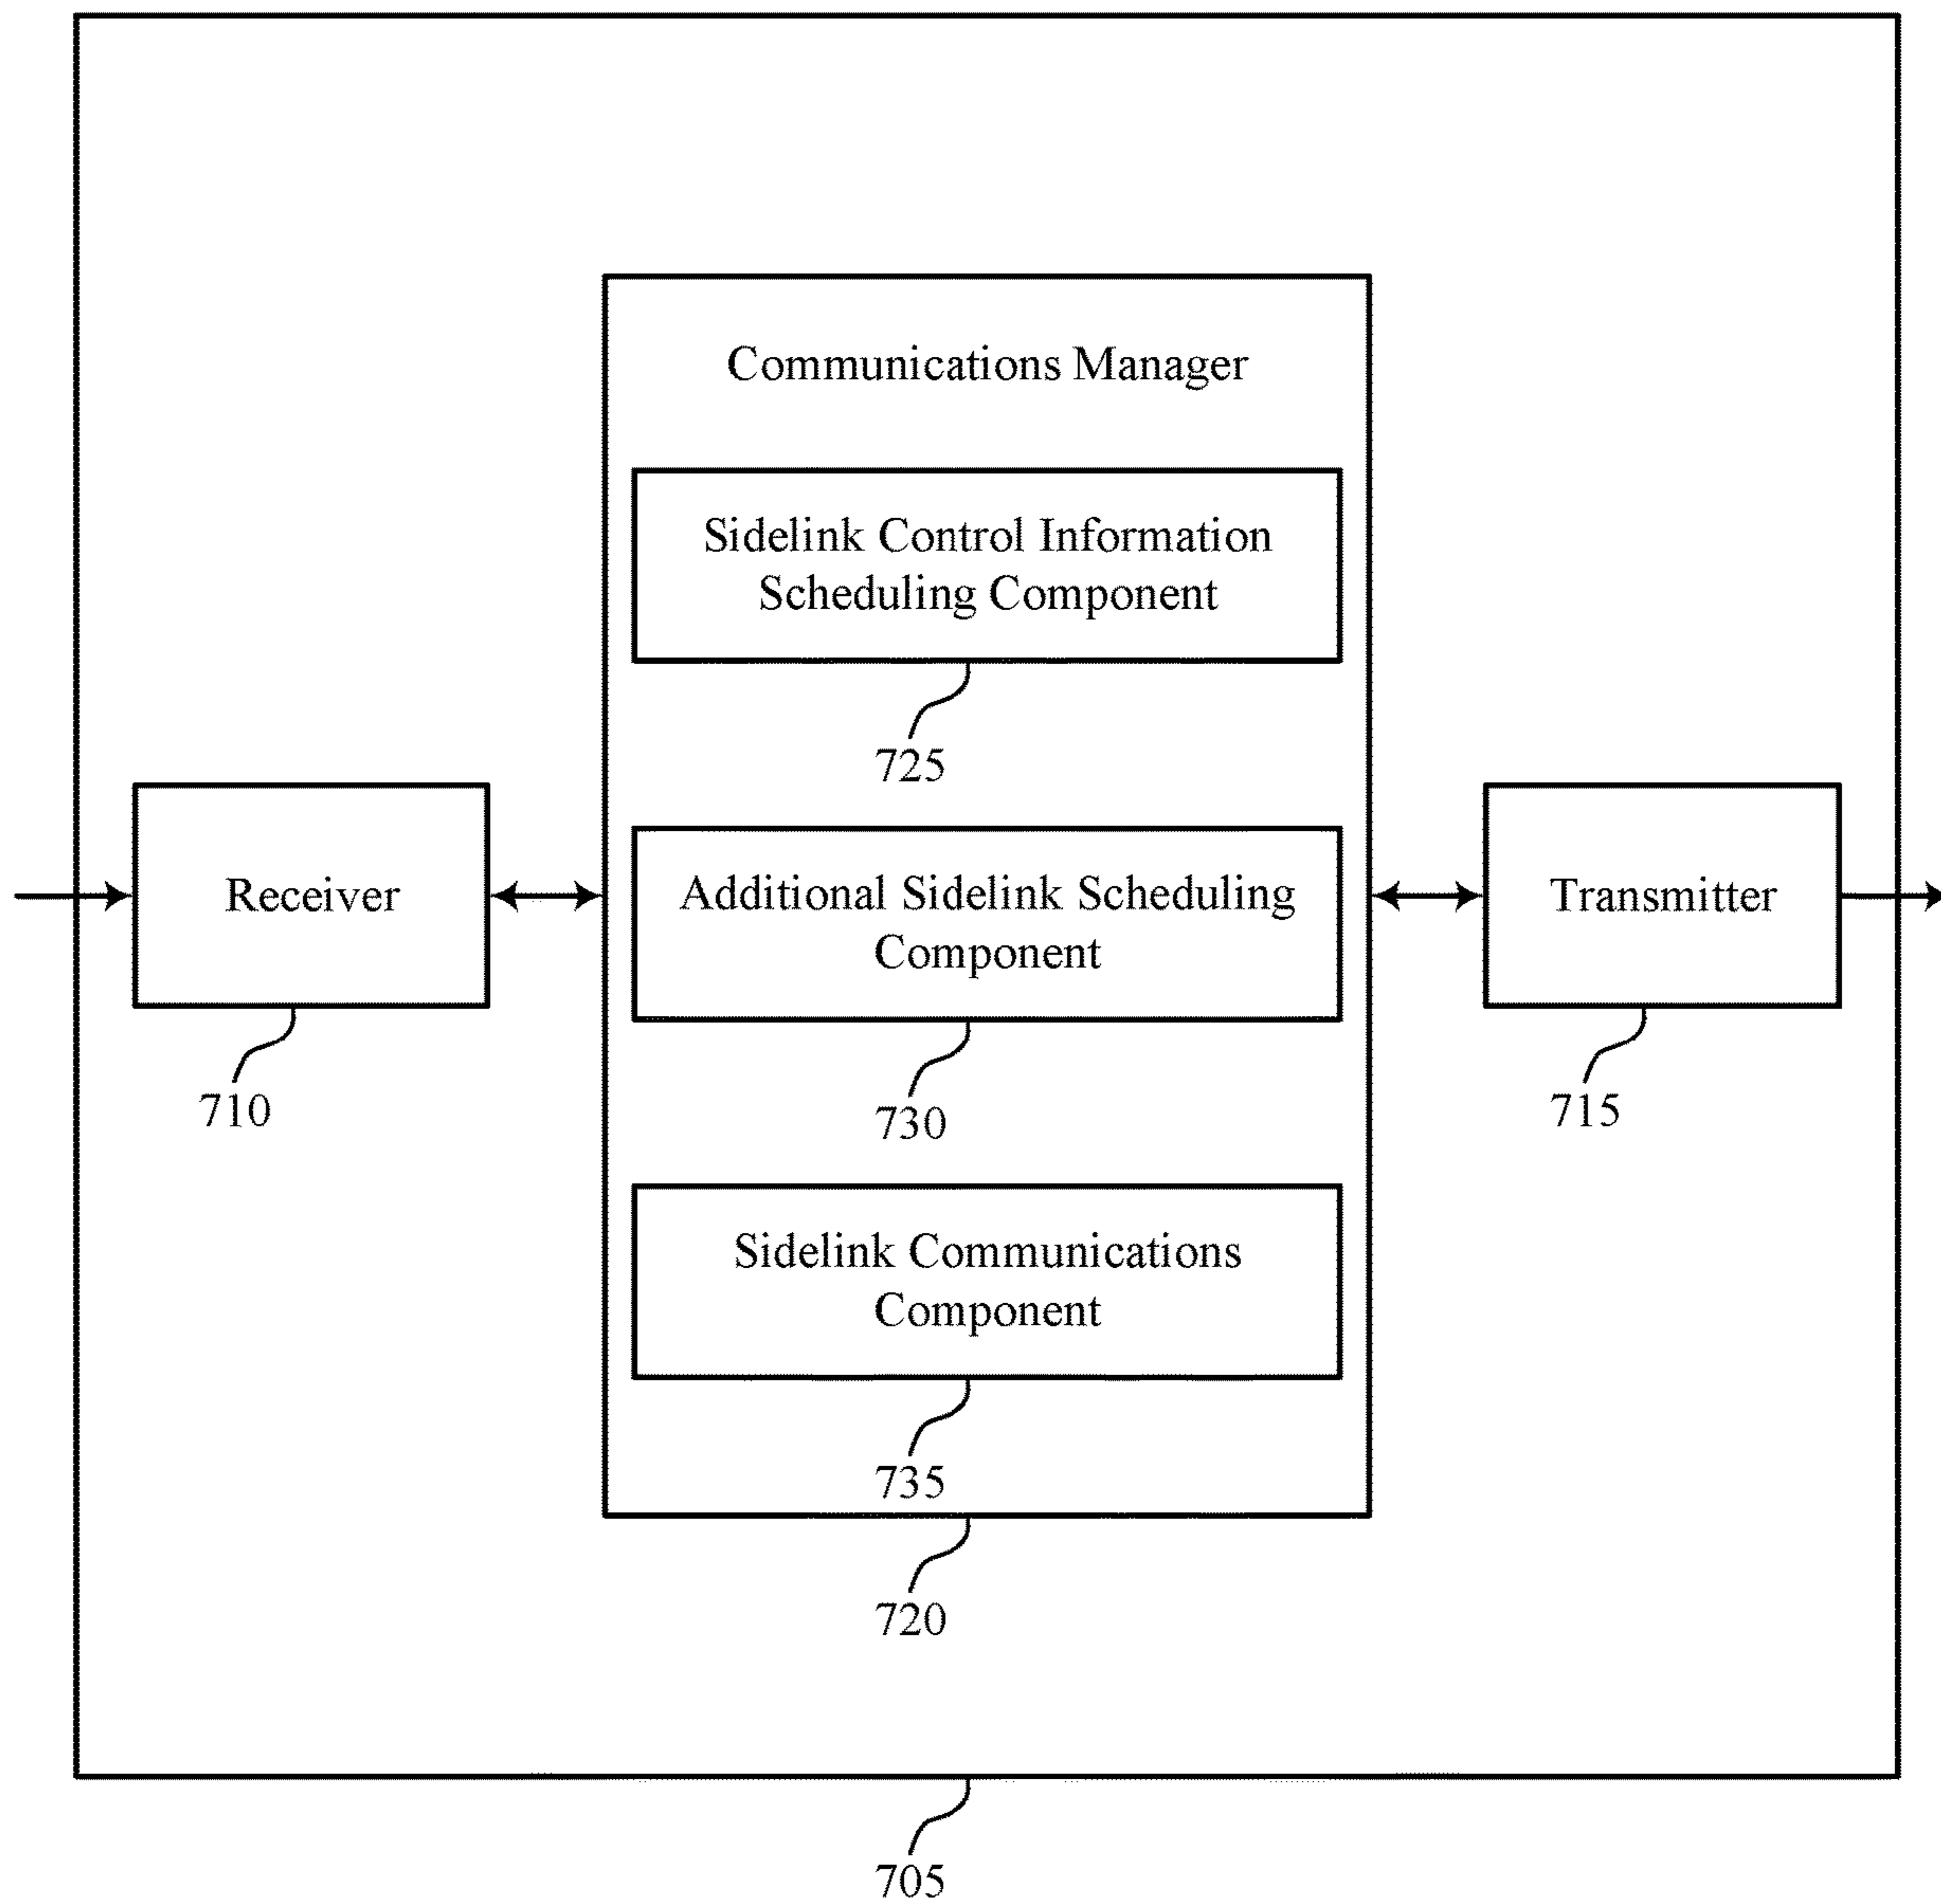 Communications Manager
Sidelink Control Information
Scheduling Component
725
Receiver
710
Additional Sidelink Scheduling
Component
730
Transmitter
715
Sidelink Communications
Component
735
720
705